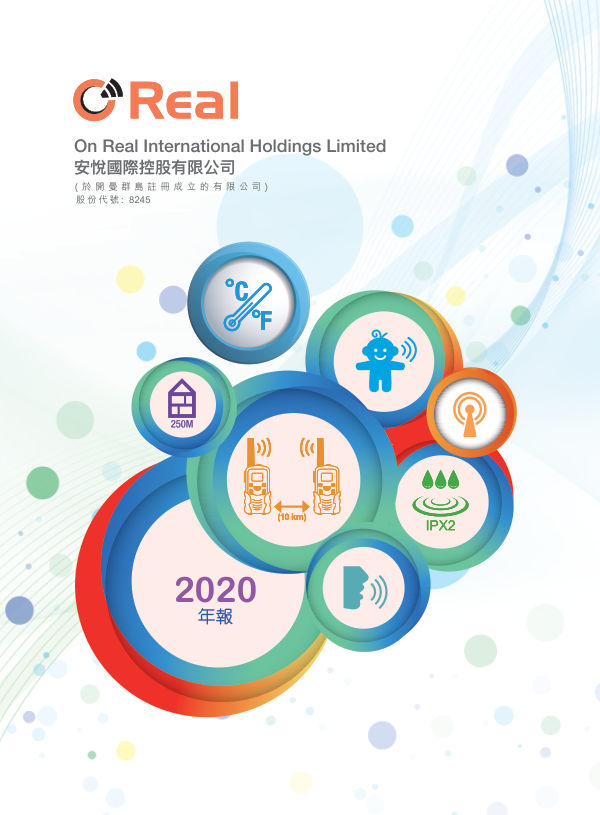 Real
On Real International Holdings Limited
安悅國際控股有限公司
(於開曼群島註冊成立的有限公司)
股份代號：8245
°C
°F
250M
(10 km)
IPX2
2020
年報